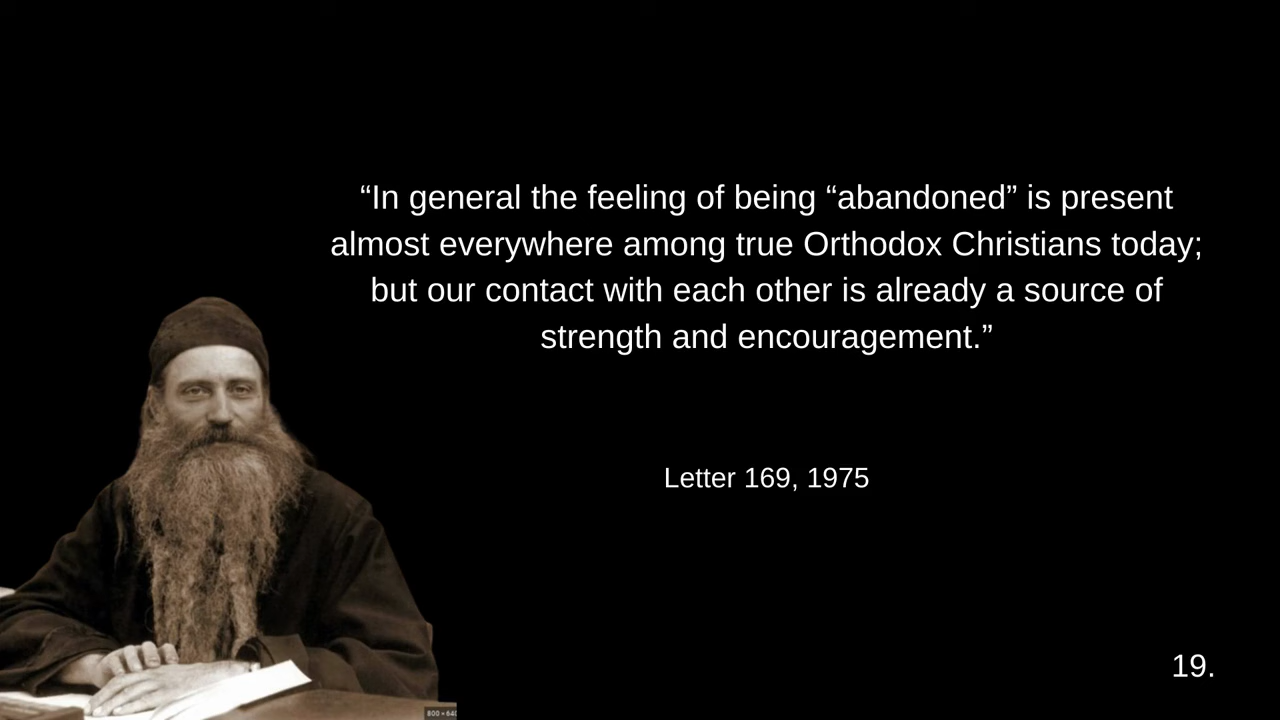 “In general the feeling of being “abandoned” is present
almost everywhere among true Orthodox Christians today;
but our contact with each other is already a source of
strength and encouragement.”
Letter 169, 1975
19.